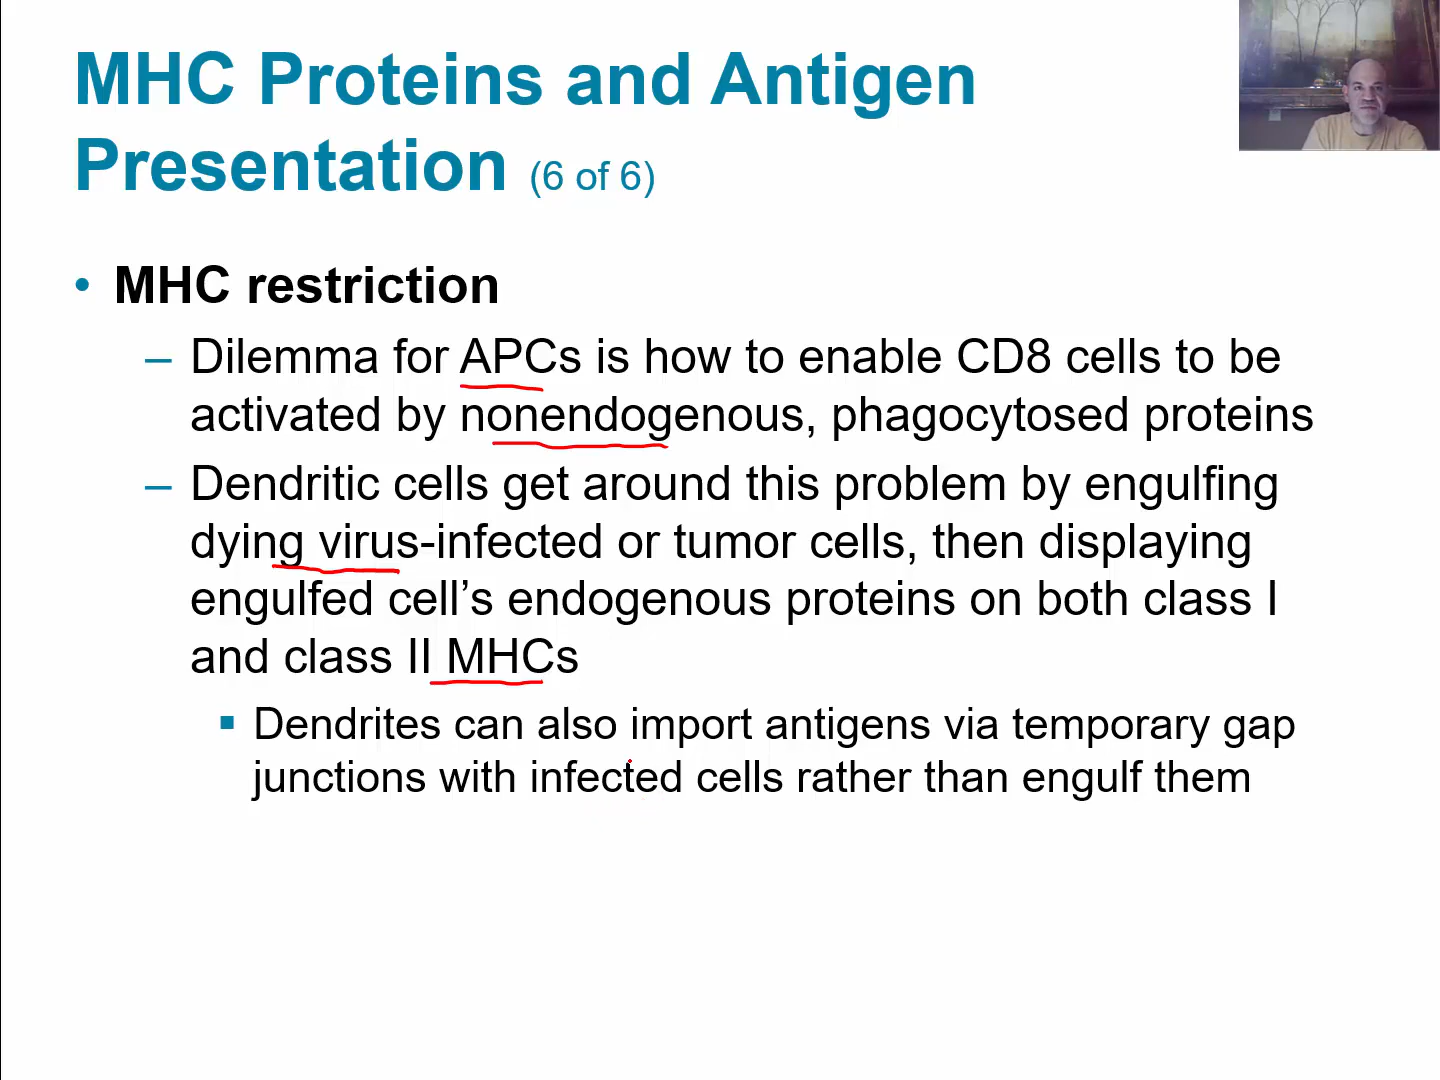 MHC Proteins and Antigen
Presentation (6 of 6)
• MHC restriction
– Dilemma for APCs is how to enable CD8 cells to be
activated by nonendogenous, phagocytosed proteins
– Dendritic cells get around this problem by engulfing
dying virus-infected or tumor cells, then displaying
engulfed cell’s endogenous proteins on both class I
and class II MHCs
▪ Dendrites can also import antigens via temporary gap
junctions with infected cells rather than engulf them